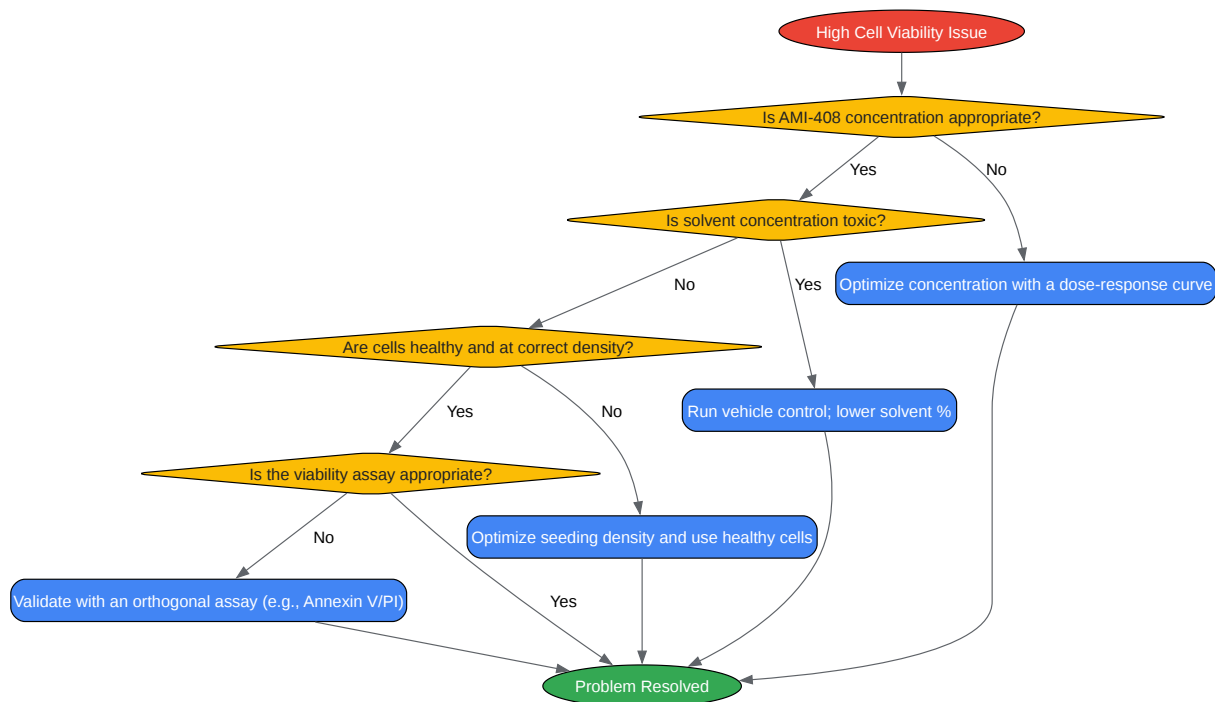 High Cell Viability Issue
Is AMI-408 concentration appropriate?
Yes
No
Is solvent concentration toxic?
Optimize concentration with a dose-response curve
No
Yes
Are cells healthy and at correct density?
Run vehicle control; lower solvent %
Yes
No
Is the viability assay appropriate?
Optimize seeding density and use healthy cells
No
Validate with an orthogonal assay (e.g., Annexin V/PI)
Yes
Problem Resolved